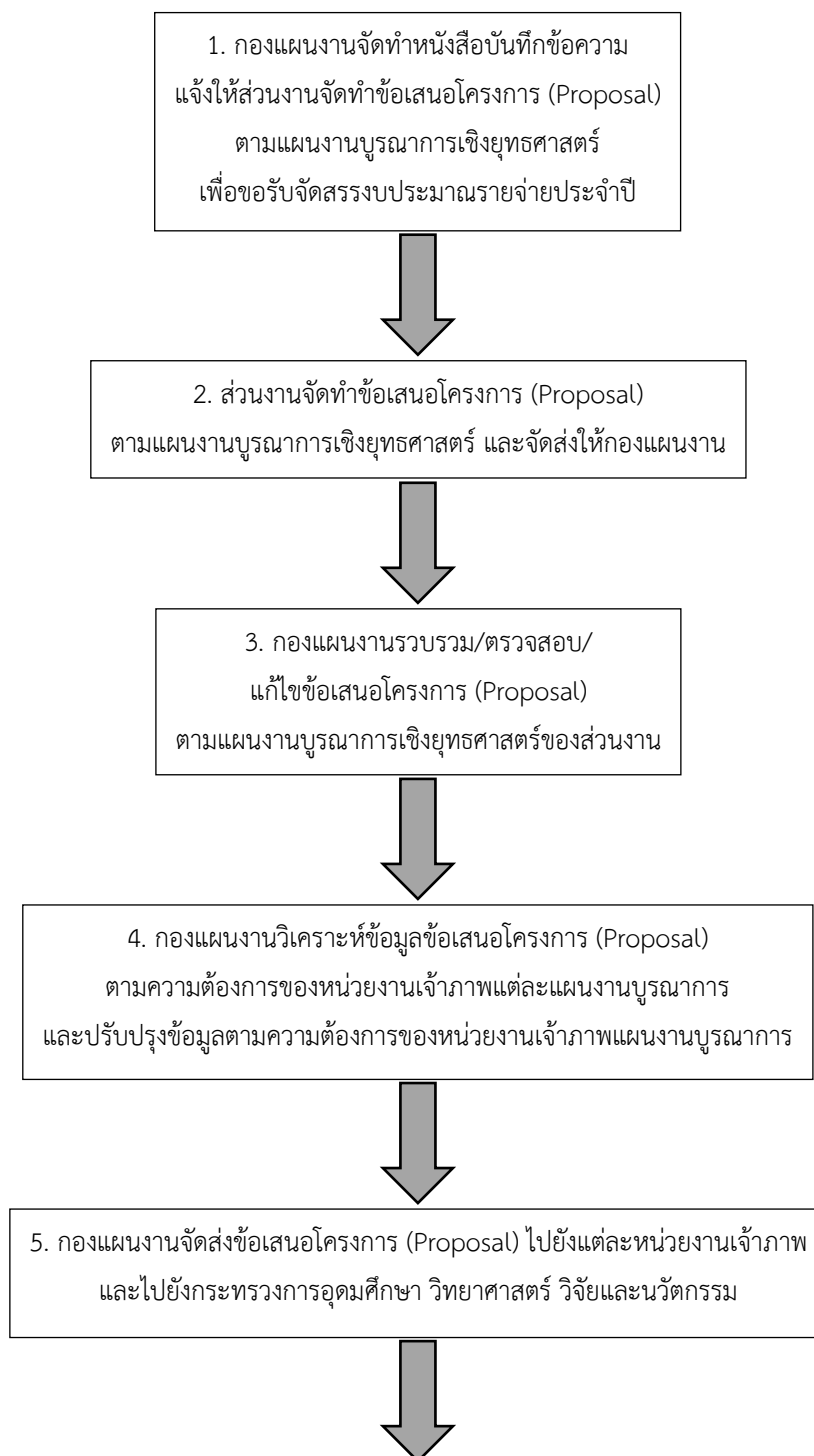 1. กองแผนงานจัดทำหนังสือบันทึกข้อความ
แจ้งให้ส่วนงานจัดทำข้อเสนอโครงการ (Proposal)
ตามแผนงานบูรณาการเชิงยุทธศาสตร์
เพื่อขอรับจัดสรรงบประมาณรายจ่ายประจำปี
2. ส่วนงานจัดทำข้อเสนอโครงการ (Proposal)
ตามแผนงานบูรณาการเชิงยุทธศาสตร์ และจัดส่งให้กองแผนงาน
3. กองแผนงานรวบรวม/ตรวจสอบ/
แก้ไขข้อเสนอโครงการ (Proposal)
ตามแผนงานบูรณาการเชิงยุทธศาสตร์ของส่วนงาน
4. กองแผนงานวิเคราะห์ข้อมูลข้อเสนอโครงการ (Proposal)
ตามความต้องการของหน่วยงานเจ้าภาพแต่ละแผนงานบูรณาการ
และปรับปรุงข้อมูลตามความต้องการของหน่วยงานเจ้าภาพแผนงานบูรณาการ
5. กองแผนงานจัดส่งข้อเสนอโครงการ (Proposal) ไปยังแต่ละหน่วยงานเจ้าภาพ
และไปยังกระทรวงการอุดมศึกษา วิทยาศาสตร์ วิจัยและนวัตกรรม